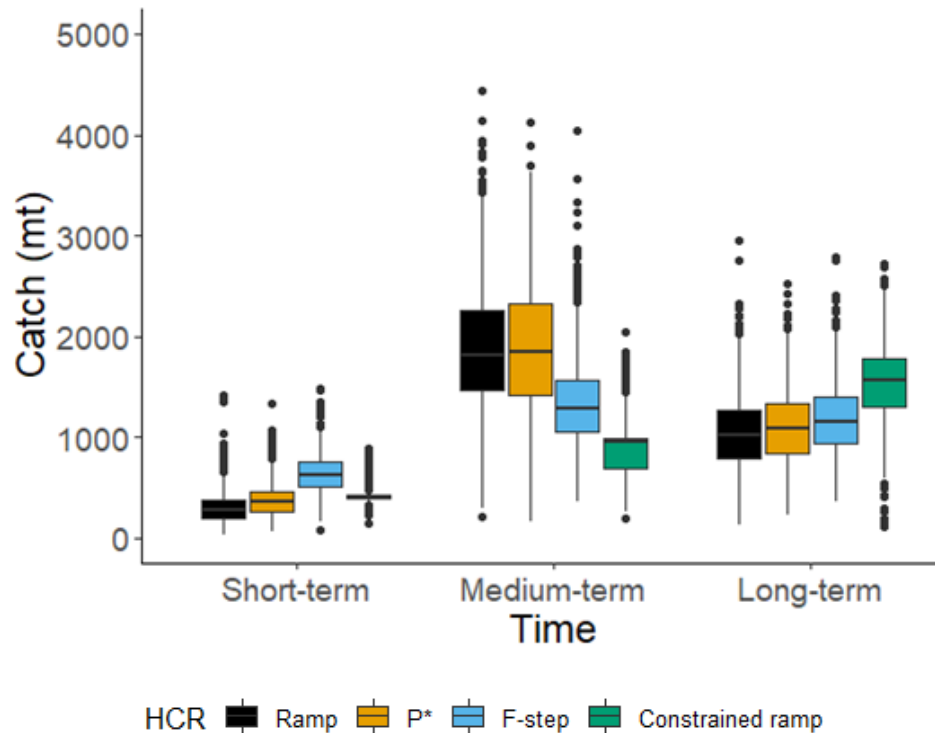 5000
4000
3000
2000
1000
0
Catch (mt)
Short-term Medium-term Long-term
Time
HCR Ramp P* F-step Constrained ramp